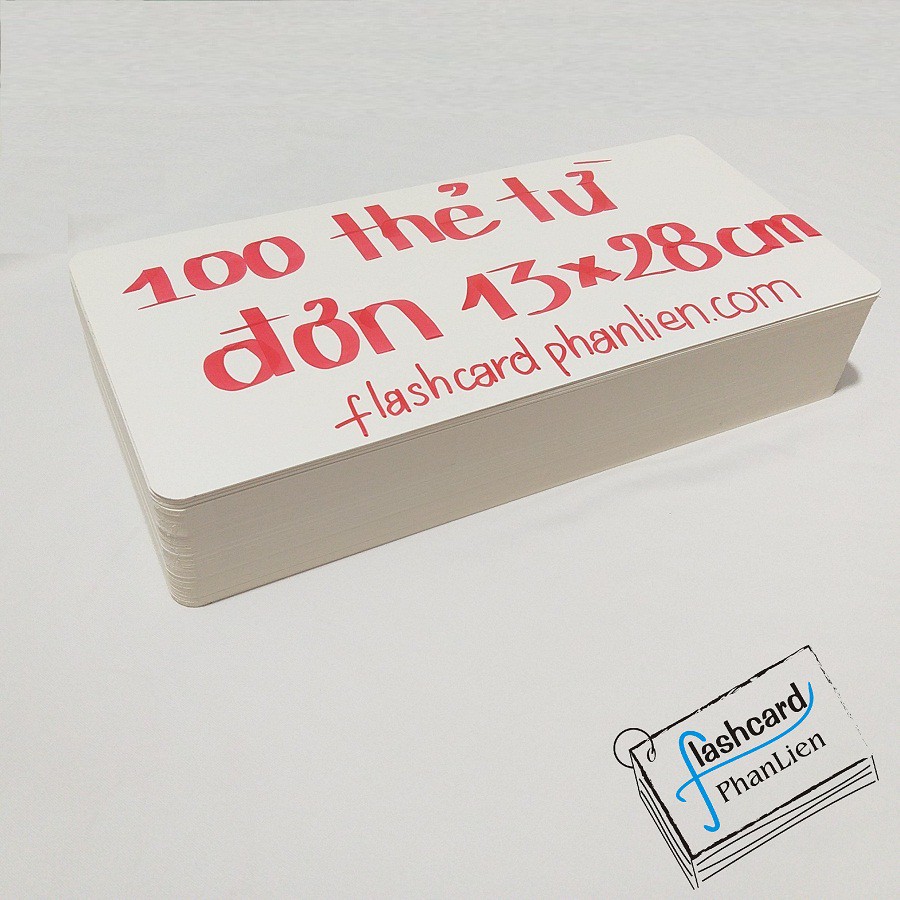 100 thẻ từ
đơn 13x28cm
flashcard phanlien.com
flashcard
PhanLien